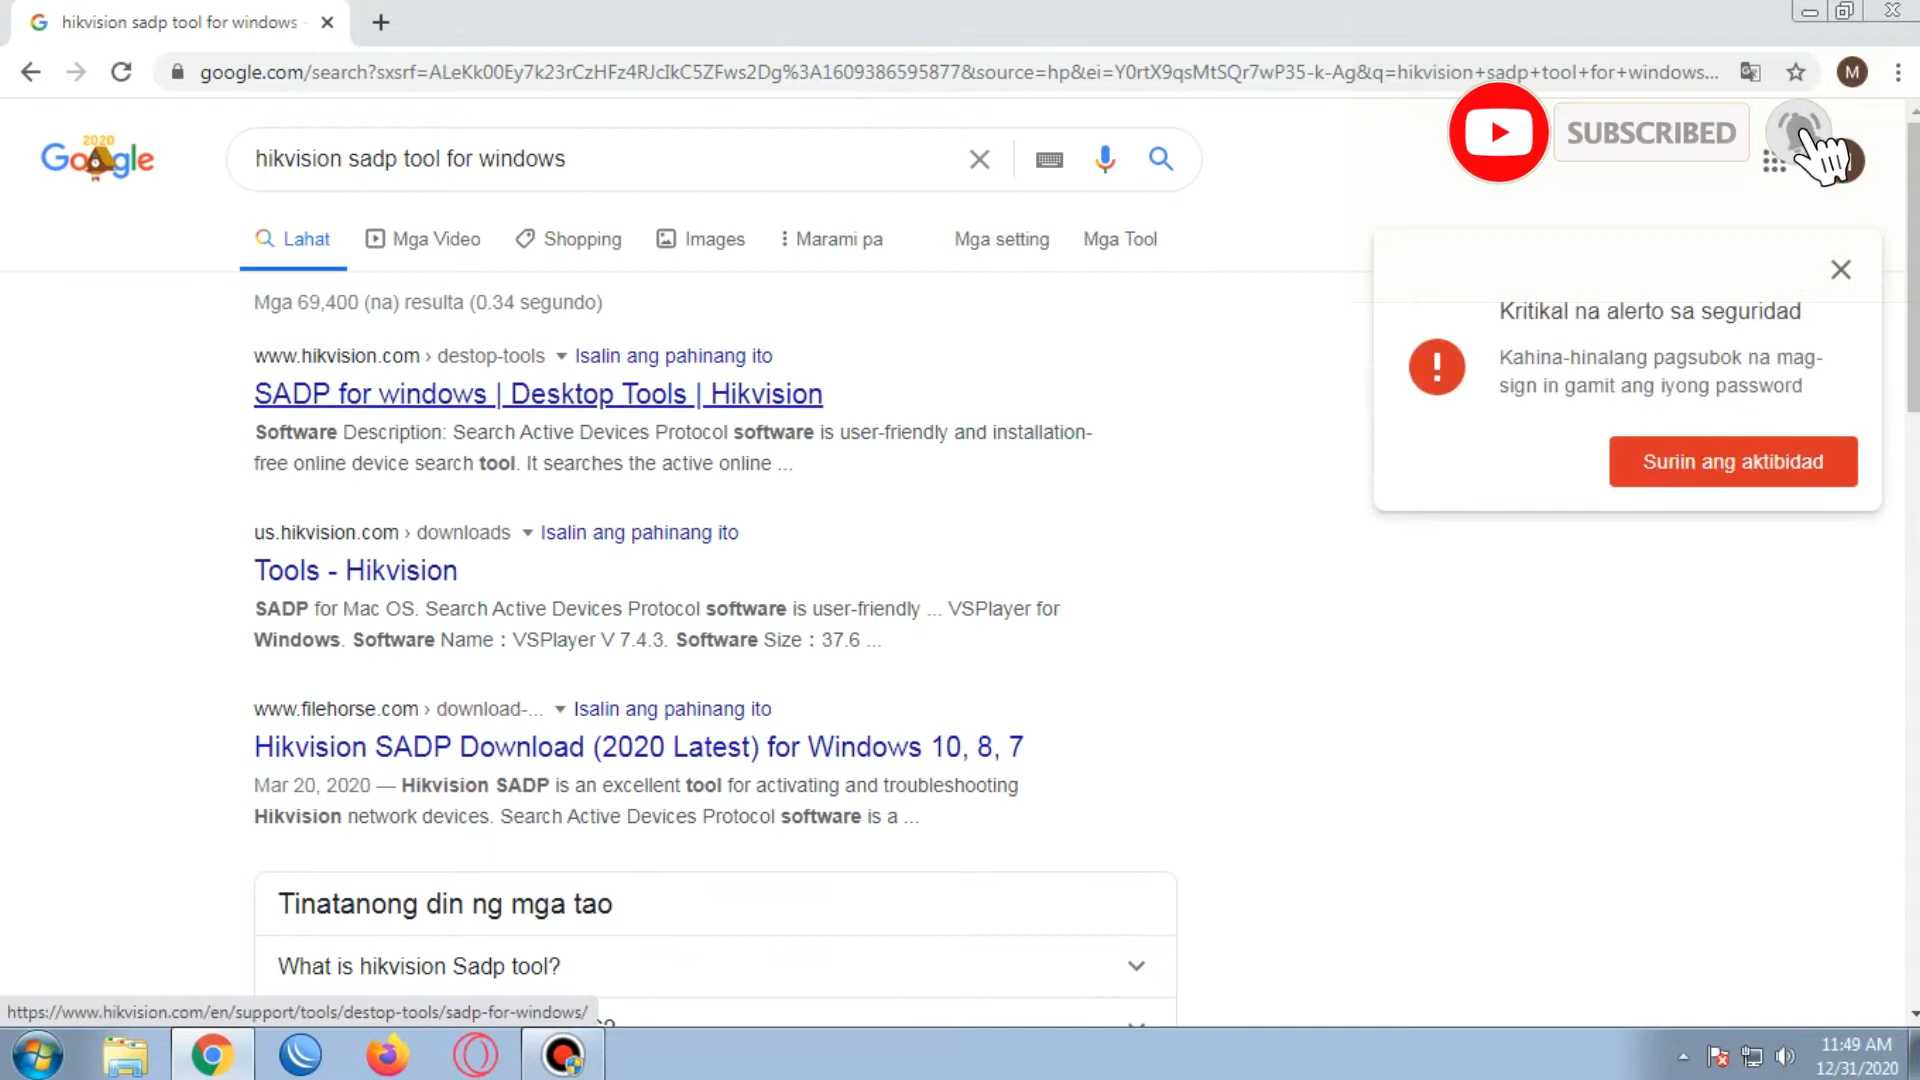 hikvision sadp tool for windows
google.com/search?sxsrf=ALeKk00Ey7k23rCzHFz4RJcIkC5ZFws2Dg%3A1609386595877&source=hp&ei=Y0rtX9qsMtSQr7wP35-k-Ag&q=hikvision+sadp+tool+for+windows...
M
2020
Google
hikvision sadp tool for windows
SUBSCRIBED
Lahat
Mga Video
Shopping
Images
Marami pa
Mga setting
Mga Tool
Mga 69,400 (na) resulta (0.34 segundo)
www.hikvision.com › destop-tools
Isalin ang pahinang ito
SADP for windows | Desktop Tools | Hikvision
Software Description: Search Active Devices Protocol software is user-friendly and installation-
free online device search tool. It searches the active online ...
us.hikvision.com › downloads
Isalin ang pahinang ito
Tools - Hikvision
SADP for Mac OS. Search Active Devices Protocol software is user-friendly ... VSPlayer for
Windows. Software Name : VSPlayer V 7.4.3. Software Size : 37.6 ...
www.filehorse.com › download-...
Isalin ang pahinang ito
Hikvision SADP Download (2020 Latest) for Windows 10, 8, 7
Mar 20, 2020 — Hikvision SADP is an excellent tool for activating and troubleshooting
Hikvision network devices. Search Active Devices Protocol software is a ...
Tinatanong din ng mga tao
What is hikvision Sadp tool?
Kritikal na alerto sa seguridad
Kahina-hinalang pagsubok na mag-
sign in gamit ang iyong password
Suriin ang aktibidad
https://www.hikvision.com/en/support/tools/destop-tools/sadp-for-windows/
11:49 AM
12/31/2020